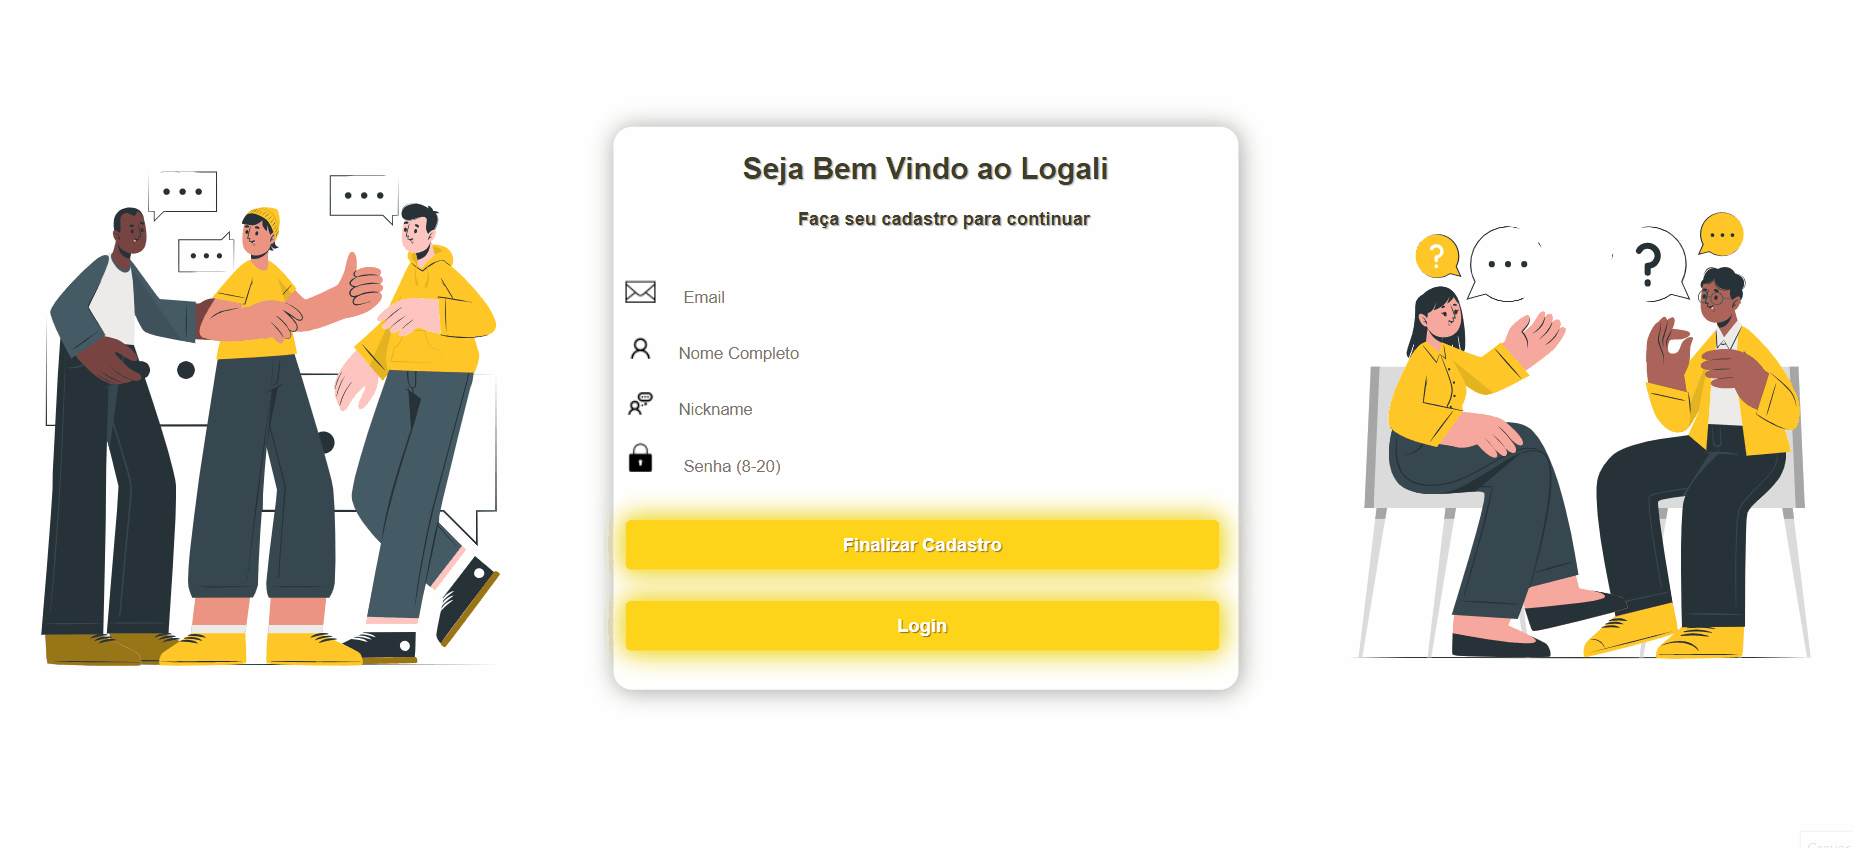 Seja Bem Vindo ao Logali
Faça seu cadastro para continuar
Email
Nome Completo
Nickname
Senha (8-20)
Finalizar Cadastro
Login